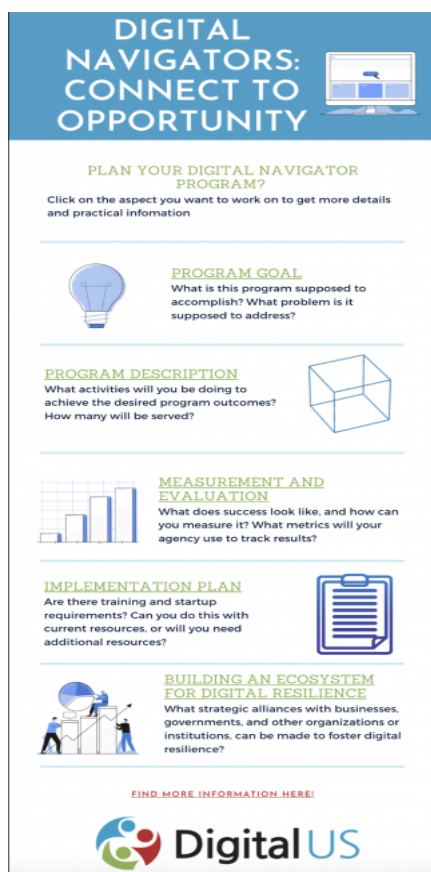 DIGITAL
NAVIGATORS:
CONNECT TO
OPPORTUNITY
PLAN YOUR DIGITAL NAVIGATOR
PROGRAM?
Click on the aspect you want to work on to get more details
and practical infomation
PROGRAM GOAL
What is this program supposed to
accomplish? What problem is it
supposed to address?
PROGRAM DESCRIPTION
What activities will you be doing to
achieve the desired program outcomes?
How many will be served?
MEASUREMENT AND
EVALUATION
What does success look like, and how can
you measure it? What metrics will your
agency use to track results?
IMPLEMENTATION PLAN
Are there training and startup
requirements? Can you do this with
current resources, or will you need
additional resources?
BUILDING AN ECOSYSTEM
FOR DIGITAL RESILIENCE
What strategic alliances with businesses,
governments, and other organizations or
institutions, can be made to foster digital
resilience?
FIND MORE INFORMATION HERE!
Digital US